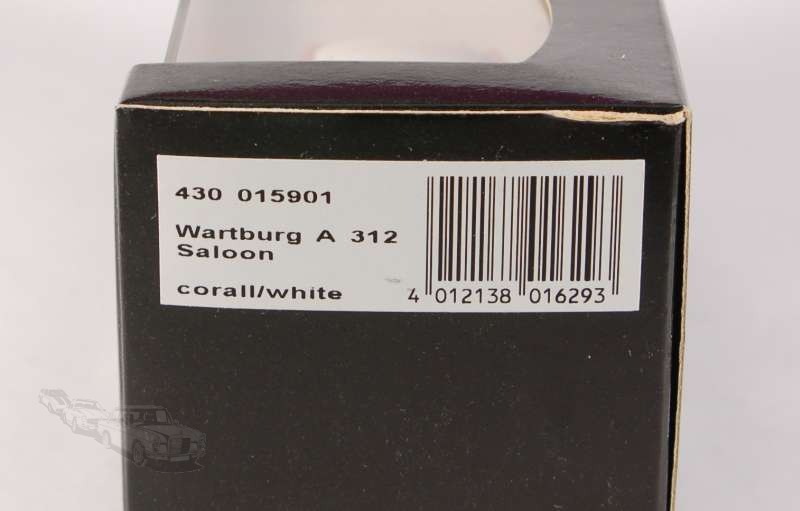 430 015901
Wartburg A 312
Saloon
corall/white
4 012138 016293